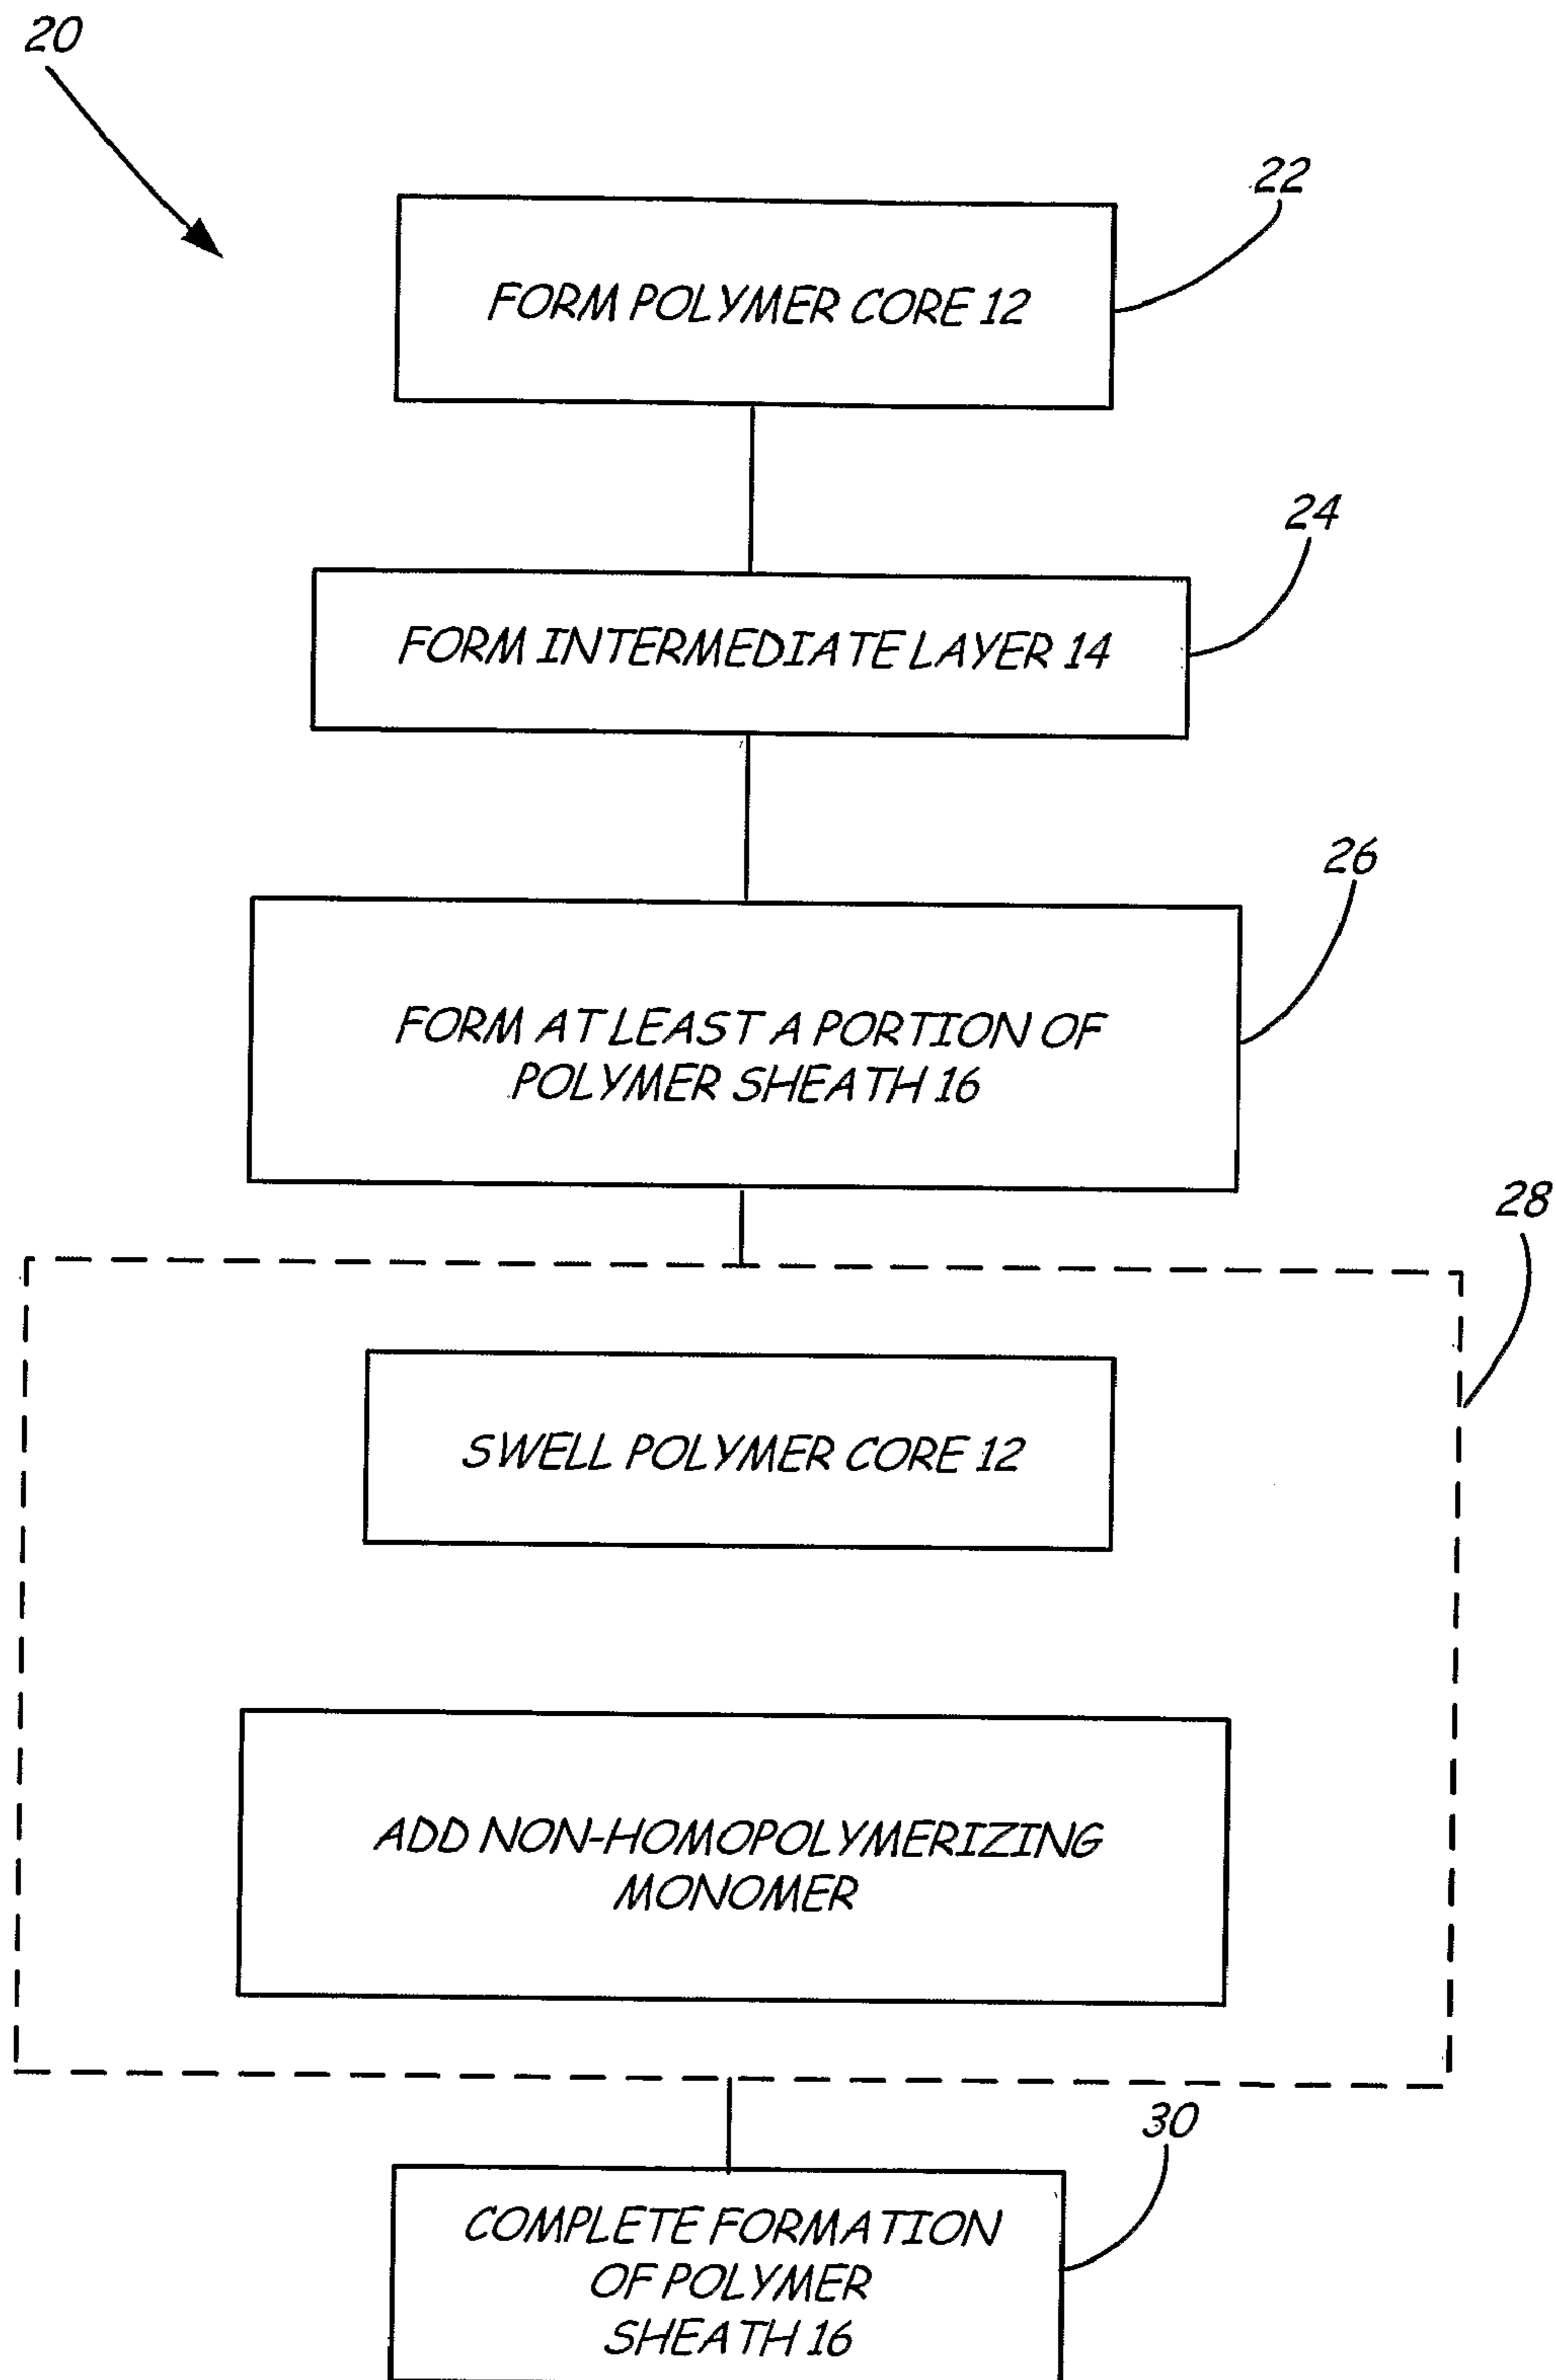 20
22
FORM POLYMER CORE 12
24
FORM INTERMEDIATE LAYER 14
26
FORM AT LEAST A PORTION OF
POLYMER SHEATH 16
28
SWELL POLYMER CORE 12
ADD NON-HOMOPOLYMERIZING
MONOMER
30
COMPLETE FORMATION
OF POLYMER
SHEATH 16